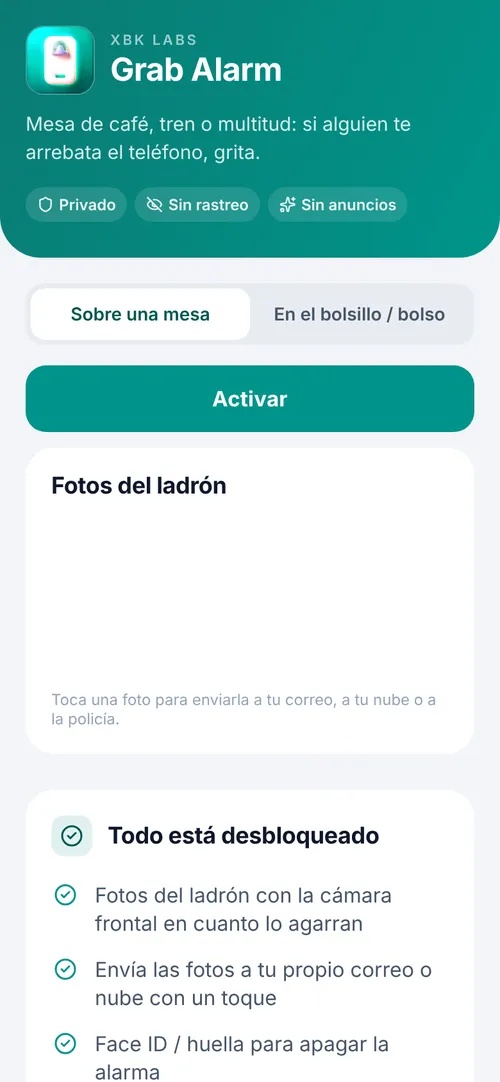 XBK LABS
Grab Alarm
Mesa de café, tren o multitud: si alguien te
arrebata el teléfono, grita.
Privado
Sin rastreo
Sin anuncios
Sobre una mesa
En el bolsillo / bolso
Activar
Fotos del ladrón
Toca una foto para enviarla a tu correo, a tu nube o a
la policía.
Todo está desbloqueado
Fotos del ladrón con la cámara
frontal en cuanto lo agarran
Envía las fotos a tu propio correo o
nube con un toque
Face ID / huella para apagar la
alarma